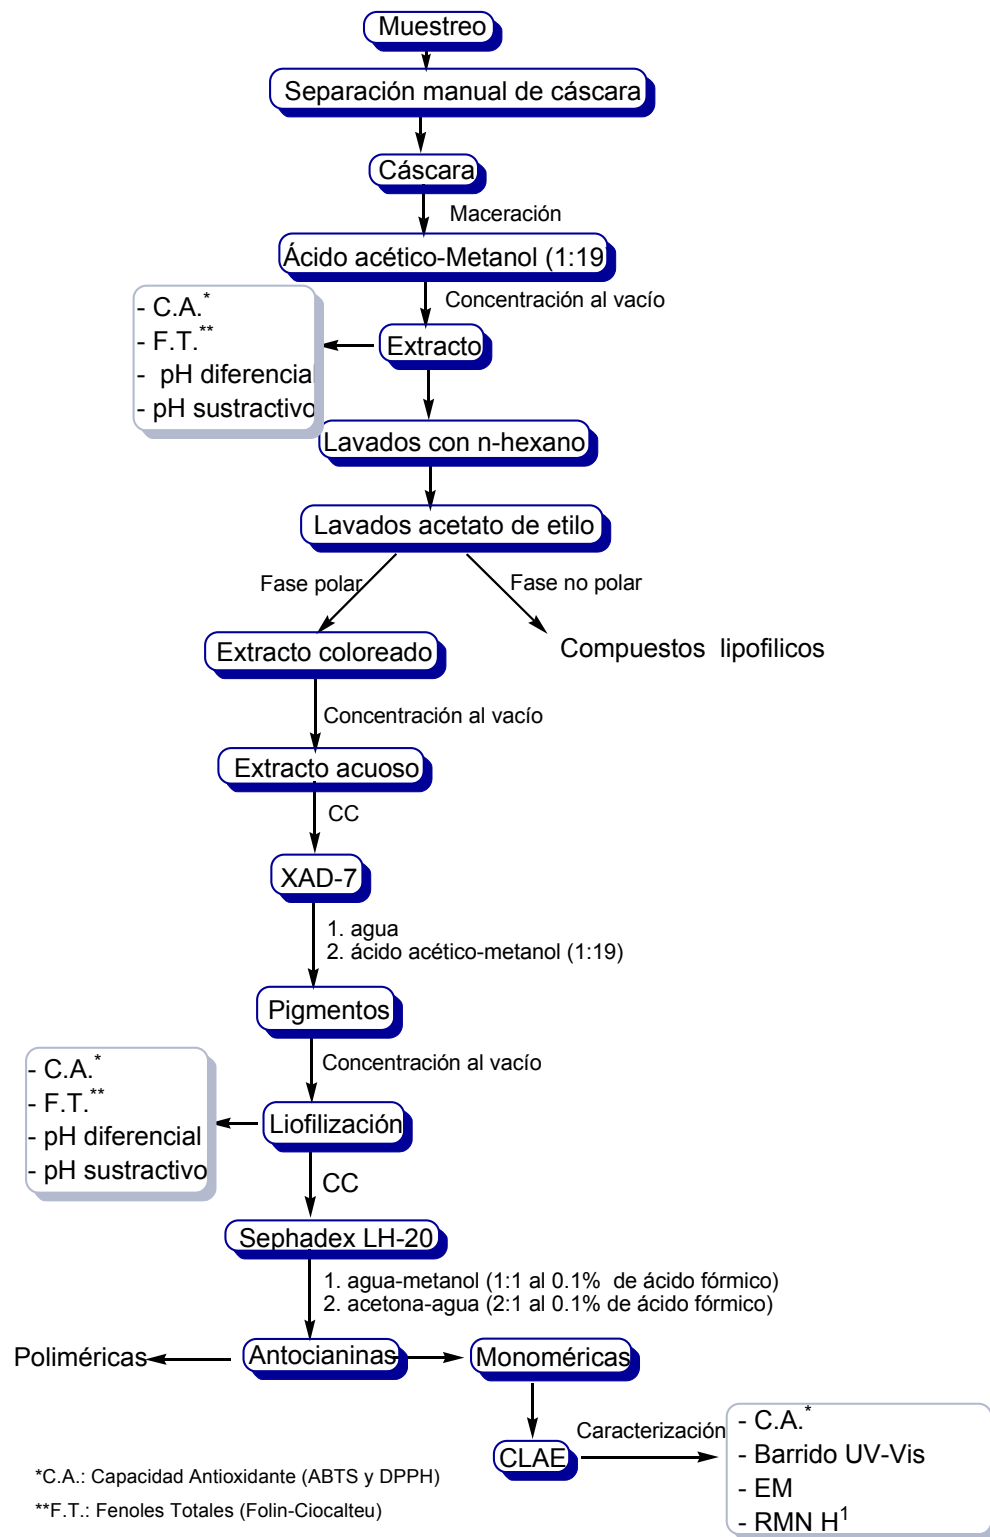 Muestreo
Separación manual de cáscara
Cáscara
Maceración
Ácido acético-Metanol (1:19
Concentración al vacío
- C.A.*
- F.T.**
- pH diferencial
- pH sustractivo
Extracto
Lavados con n-hexano
Lavados acetato de etilo
Fase polar
Fase no polar
Extracto coloreado
Compuestos lipofilicos
Concentración al vacío
Extracto acuoso
CC
XAD-7
1. agua
2. ácido acético-metanol (1:19)
Pigmentos
Concentración al vacío
- C.A.*
- F.T.**
- pH diferencial
- pH sustractivo
Liofilización
CC
Sephadex LH-20
1. agua-metanol (1:1 al 0.1% de ácido fórmico)
2. acetona-agua (2:1 al 0.1% de ácido fórmico)
Poliméricas
Antocianinas
Monoméricas
CLAE
Caracterización
- C.A.*
- Barrido UV-Vis
- EM
- RMN H1
*C.A.: Capacidad Antioxidante (ABTS y DPPH)
**F.T.: Fenoles Totales (Folin-Ciocalteu)